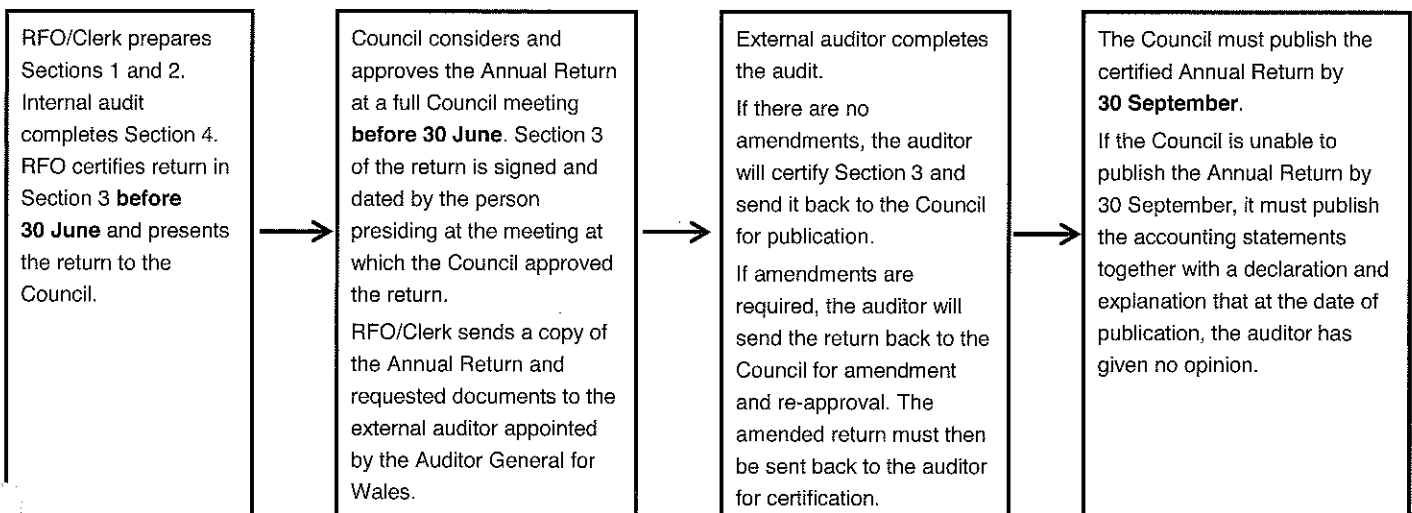 RFO/Clerk prepares
Sections 1 and 2.
Internal audit
completes Section 4.
RFO certifies return in
Section 3 before
30 June and presents
the return to the
Council.
Council considers and
approves the Annual Return
at a full Council meeting
before 30 June. Section 3
of the return is signed and
dated by the person
presiding at the meeting at
which the Council approved
the return.
RFO/Clerk sends a copy of
the Annual Return and
requested documents to the
external auditor appointed
by the Auditor General for
Wales.
External auditor completes
the audit.
If there are no
amendments, the auditor
will certify Section 3 and
send it back to the Council
for publication.
If amendments are
required, the auditor will
send the return back to the
Council for amendment
and re-approval. The
amended return must then
be sent back to the auditor
for certification.
The Council must publish the
certified Annual Return by
30 September.
If the Council is unable to
publish the Annual Return by
30 September, it must publish
the accounting statements
together with a declaration and
explanation that at the date of
publication, the auditor has
given no opinion.